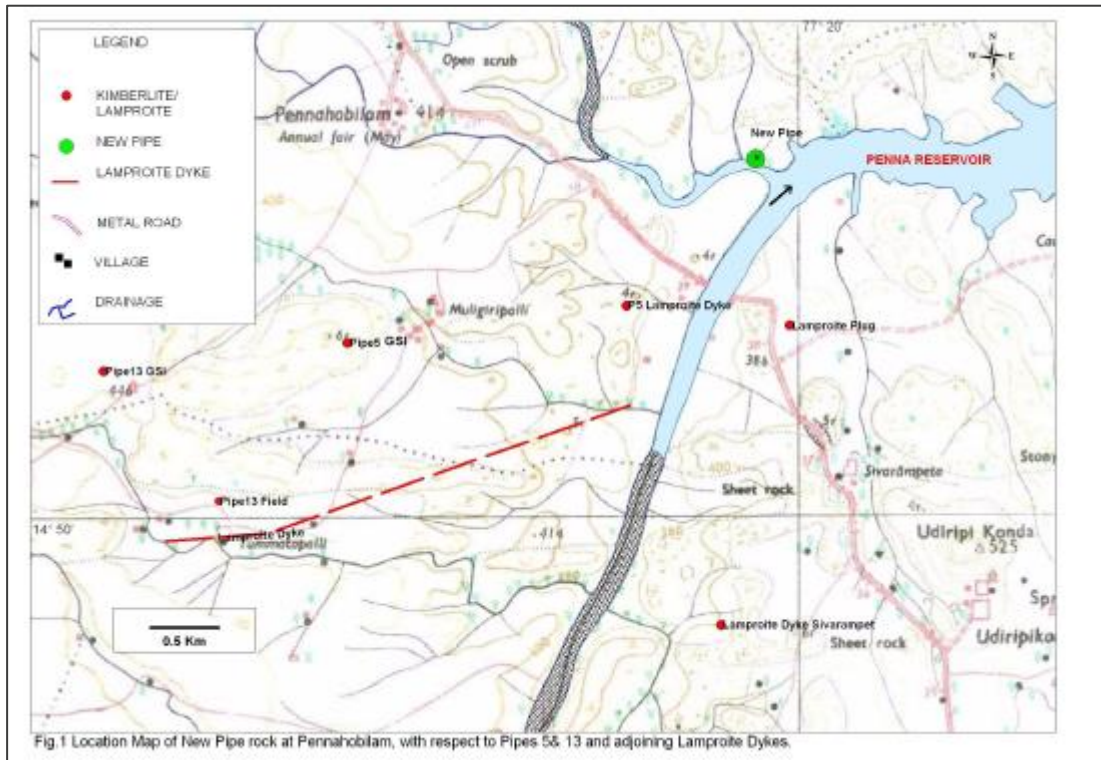 LEGEND
KIMBERLITE/
LAMPROITE
NEW PIPE
LAMPROITE DYKE
METAL ROAD
VILLAGE
DRAINAGE
0.5 Km
77° 20
N
W
E
S
Open scrub
Pennahobilam 414
Annual fair (May)
New Pipe
PENNA RESERVOIR
Muligiripalli
P5 Lamproite Dyke
Lamproite Plug
Pipe5 GSI
Pipe13 GSI
446
386
Sivarampeta
400
Sheet rock
Pipe13 Field
14° 50
Lamproite Dyke
414
Udiripi Konda
525
Lamproite Dyke Sivarampet
Sheet rock
Fig.1 Location Map of New Pipe rock at Pennahobilam, with respect to Pipes 5& 13 and adjoining Lamproite Dykes.